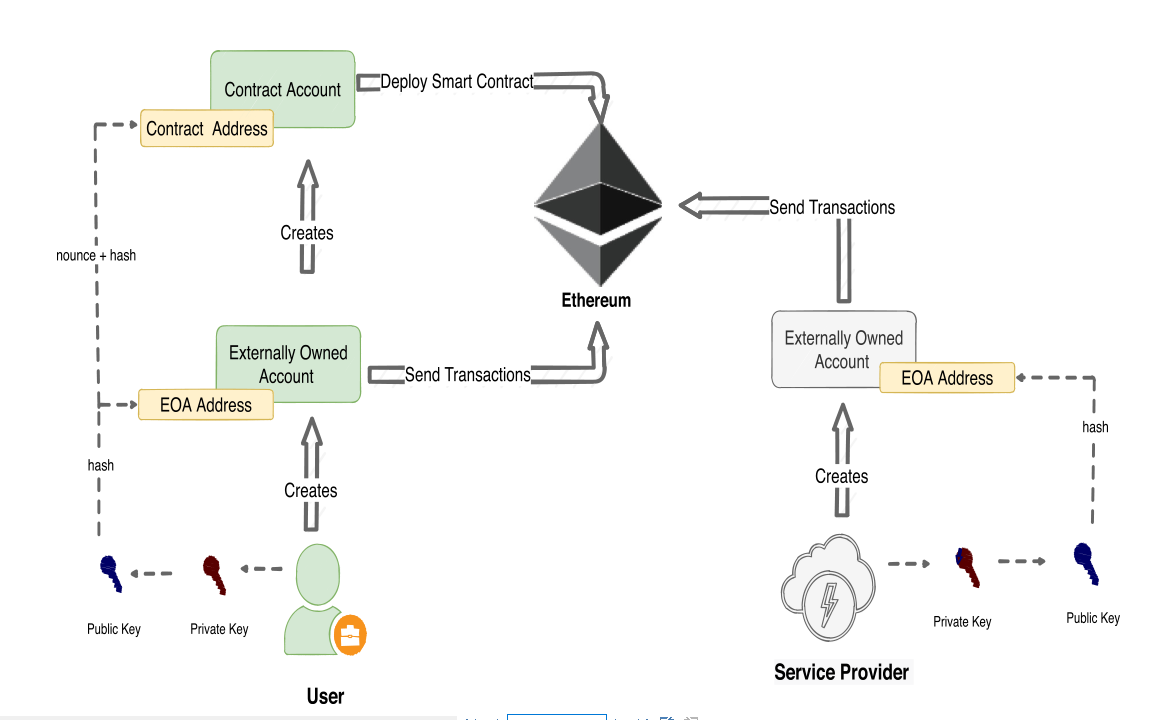 Contract Account
Deploy Smart Contract
Contract Address
Send Transactions
Creates
nounce + hash
Ethereum
Externally Owned
Account
Send Transactions
EOA Address
Externally Owned
Account
EOA Address
hash
hash
Creates
Creates
Public Key
Private Key
Private Key
Public Key
User
Service Provider